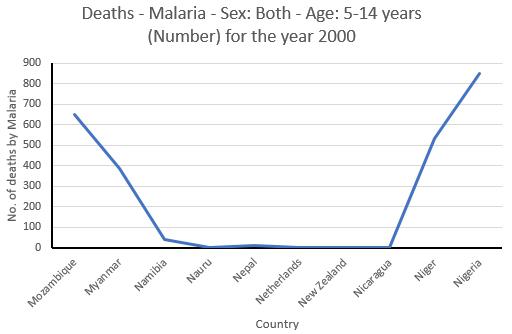 Deaths - Malaria - Sex: Both - Age: 5-14 years
(Number) for the year 2000
No. of deaths by Malaria
900
800
700
600
500
400
300
200
100
0
Mozambique
Myanmar
Namibia
Nauru
Nepal
Netherlands
New Zealand
Nicaragua
Niger
Nigeria
Country